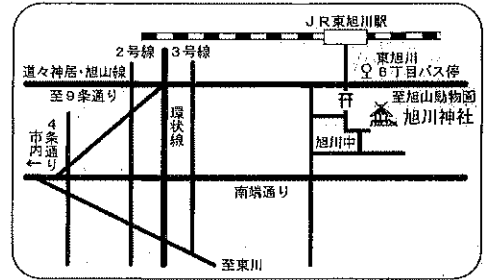 JR東旭川駅
2号線
3号線
東旭川
6丁目バス停
道々神居・旭山線
至9条通り
至旭山動物園
旭川神社
環状線
4条通り
市内
←
旭川中
南端通り
至東川